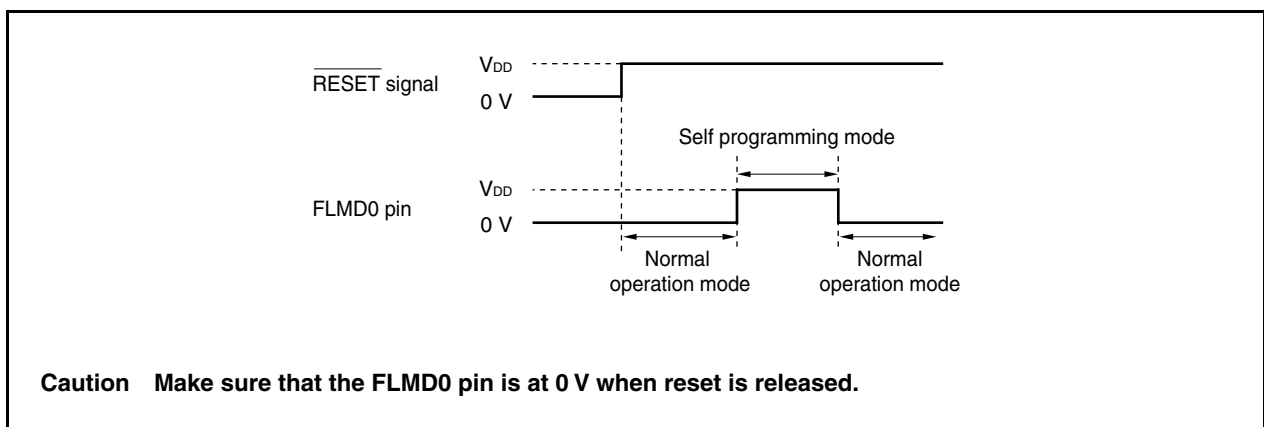 RESET signal
VDD
0 V
Self programming mode
FLMD0 pin
VDD
0 V
Normal
operation mode
Normal
operation mode
Caution Make sure that the FLMD0 pin is at 0 V when reset is released.